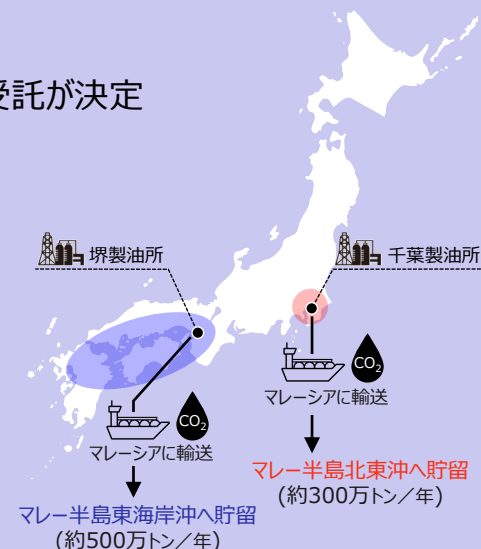 受託が決定
堺製油所
千葉製油所
CO₂
マレーシアに輸送
CO₂
マレーシアに輸送
マレー半島北東沖へ貯留
(約300万トン／年)
マレー半島東海岸沖へ貯留
(約500万トン／年)